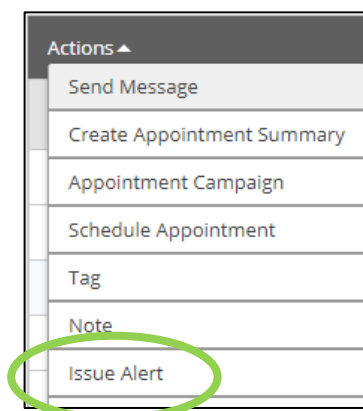 Actions ▲
Send Message
Create Appointment Summary
Appointment Campaign
Schedule Appointment
Tag
Note
Issue Alert